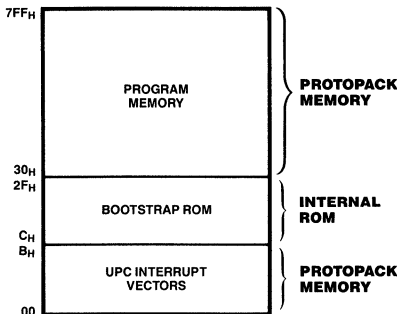 7FFH
PROGRAM
MEMORY
PROTOPACK
MEMORY
30H
2FH
BOOTSTRAP ROM
INTERNAL
ROM
CH
BH
UPC INTERRUPT
VECTORS
PROTOPACK
MEMORY
00